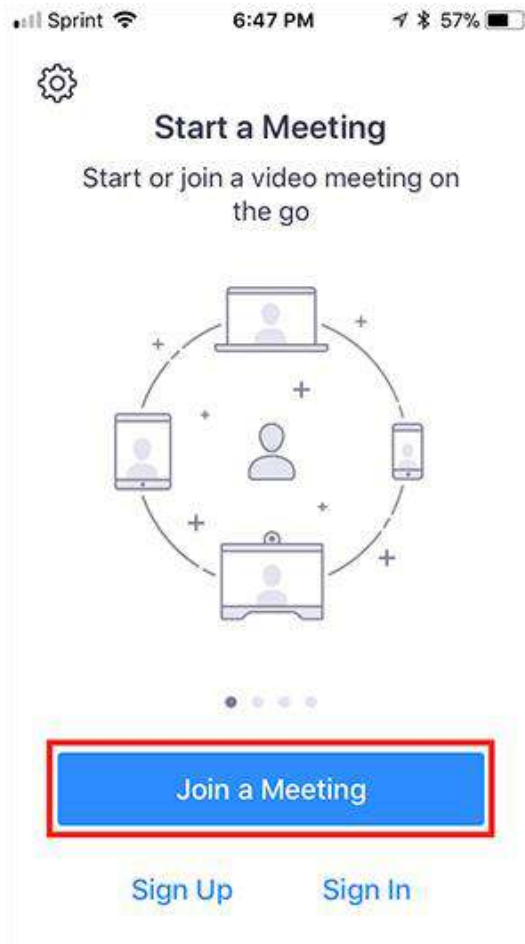 Sprint 6:47 PM 57%
Start a Meeting
Start or join a video meeting on
the go
Join a Meeting
Sign Up Sign In